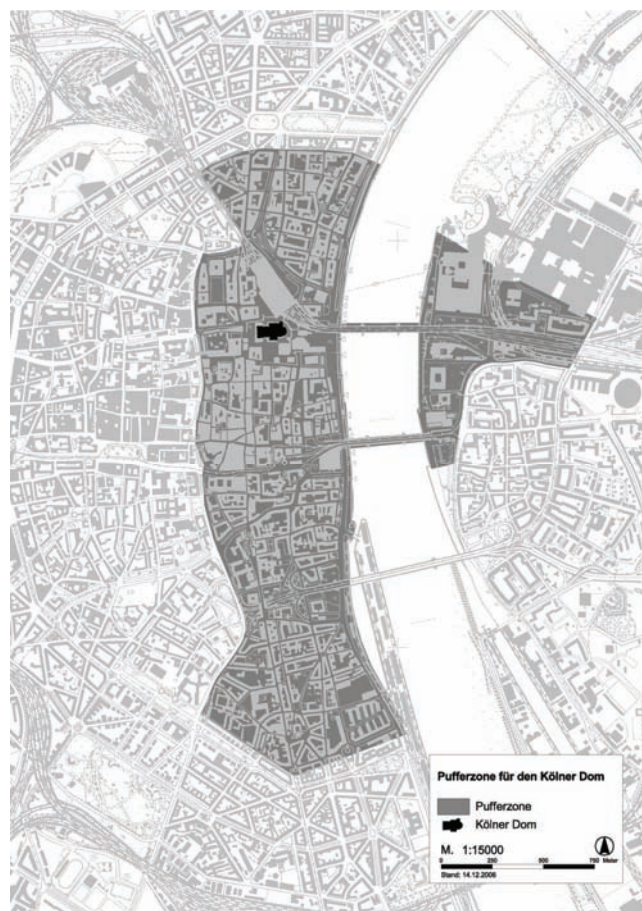 Pufferzone für den Kölner Dom
Pufferzone
Kölner Dom
M. 1:15000
0 250 500 750 Meter
Stand: 14.12.2006